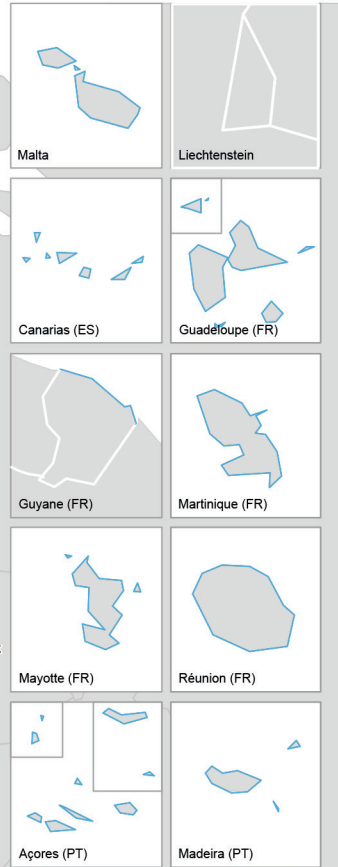 Malta
Liechtenstein
Canarias (ES)
Guadeloupe (FR)
Guyane (FR)
Martinique (FR)
Mayotte (FR)
Réunion (FR)
Açores (PT)
Madeira (PT)